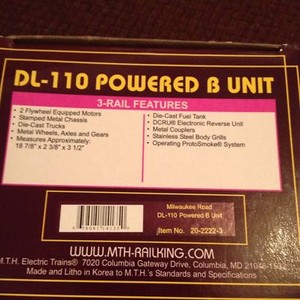 DL-110 POWERED B UNIT
3-RAIL FEATURES
• 2 Flywheel Equipped Motors
• Stamped Metal Chassis
• Die-Cast Trucks
• Metal Wheels, Axles and Gears
• Measures Approximately:
18 7/8" x 2 3/8" x 3 1/2"
• Die-Cast Fuel Tank
• DCRU® Electronic Reverse Unit
• Metal Couplers
• Stainless Steel Body Grills
• Operating ProtoSmoke® System
Milwaukee Road
DL-110 Powered B Unit
Item No. 20-2222-3
WWW.MTH-RAILKING.COM
M.T.H. Electric Trains® 7020 Columbia Gateway Drive, Columbia, MD 21046-1532
Made and Litho in Korea to M.T.H.'s Standards and Specifications